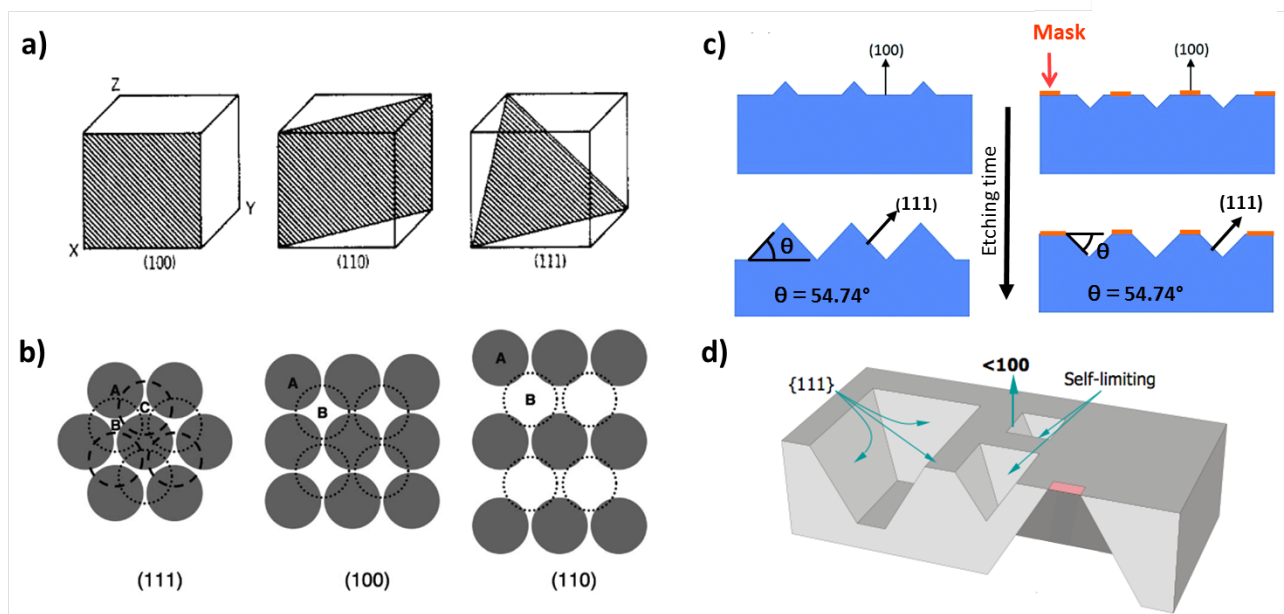 a)
Z
Y
X
(100)
(110)
(111)
b)
A
B
C
(111)
A
B
(100)
A
B
(110)
c)
(100)
Mask
(100)
Etching time
(111)
θ
θ = 54.74°
(111)
θ
θ = 54.74°
d)
{111}
<100
Self-limiting